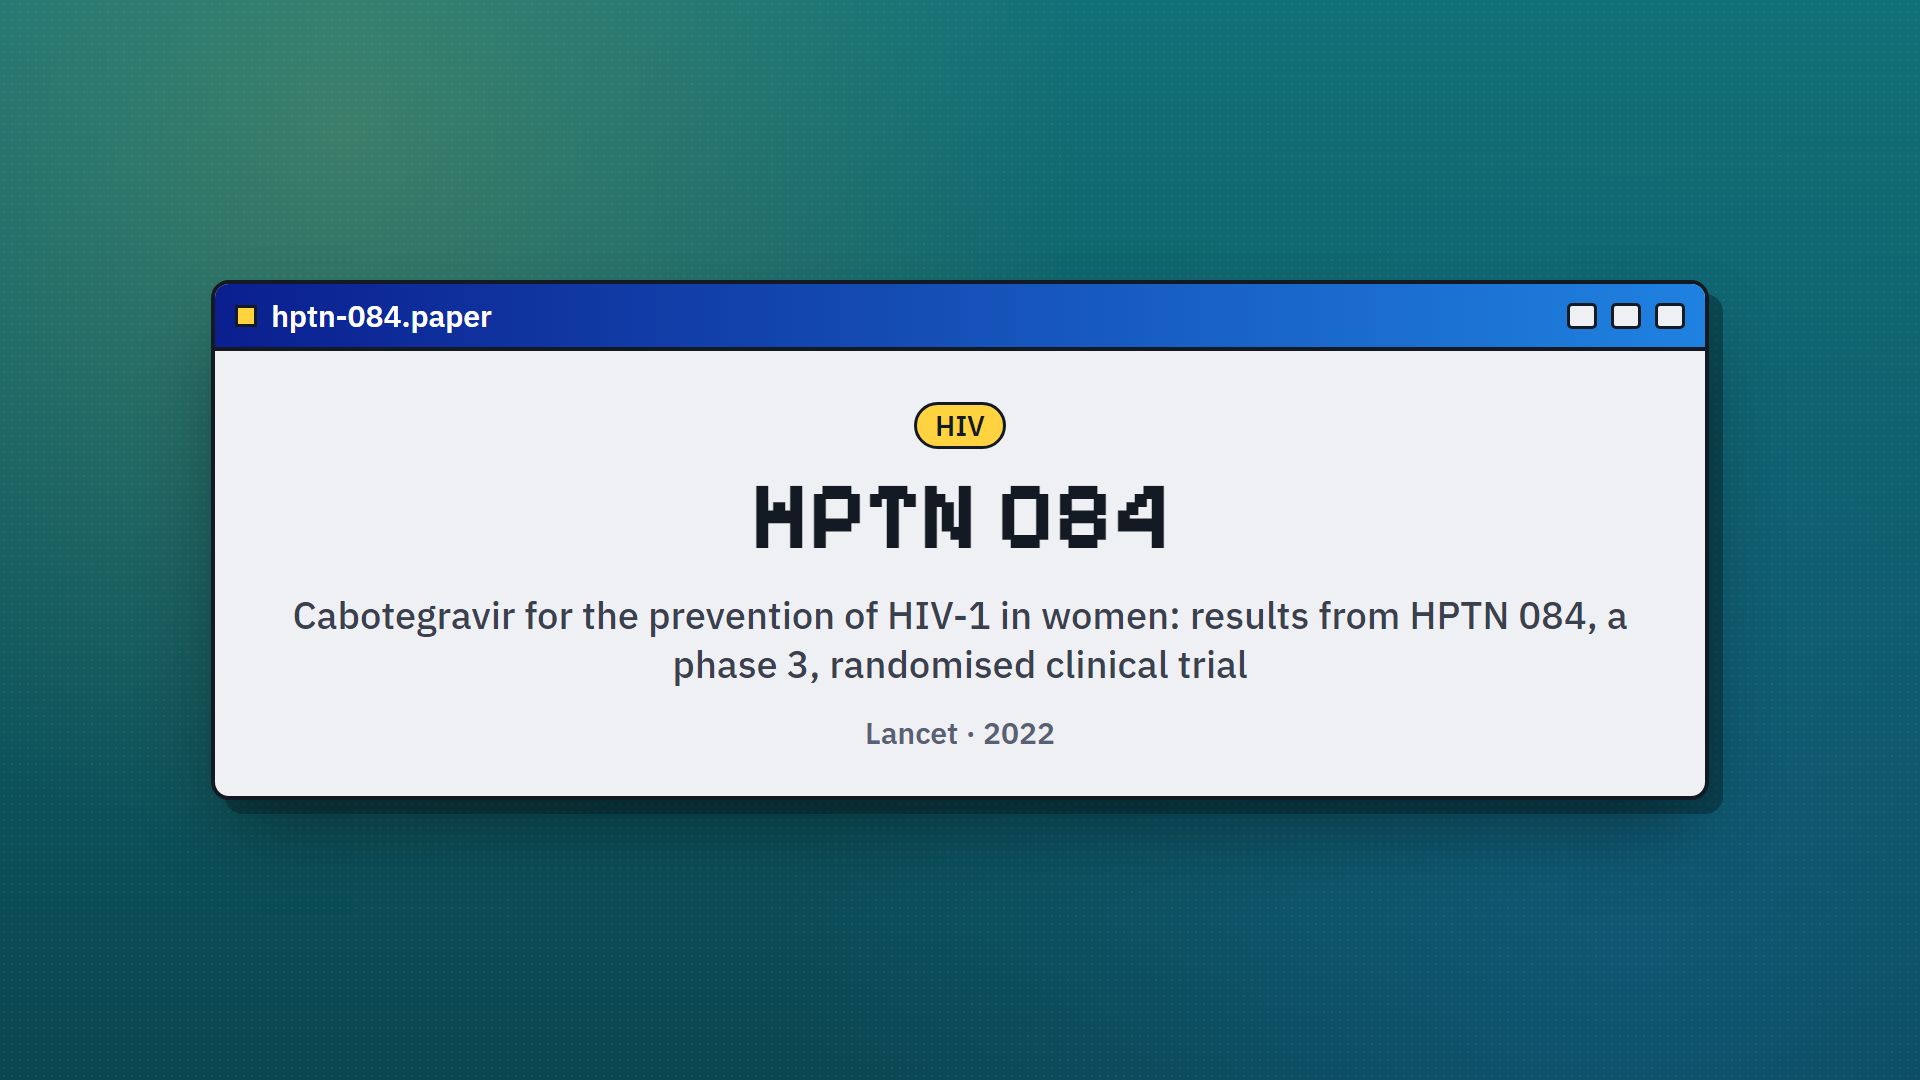 hptn-084.paper
HIV
HPTN 084
Cabotegravir for the prevention of HIV-1 in women: results from HPTN 084, a
phase 3, randomised clinical trial
Lancet · 2022